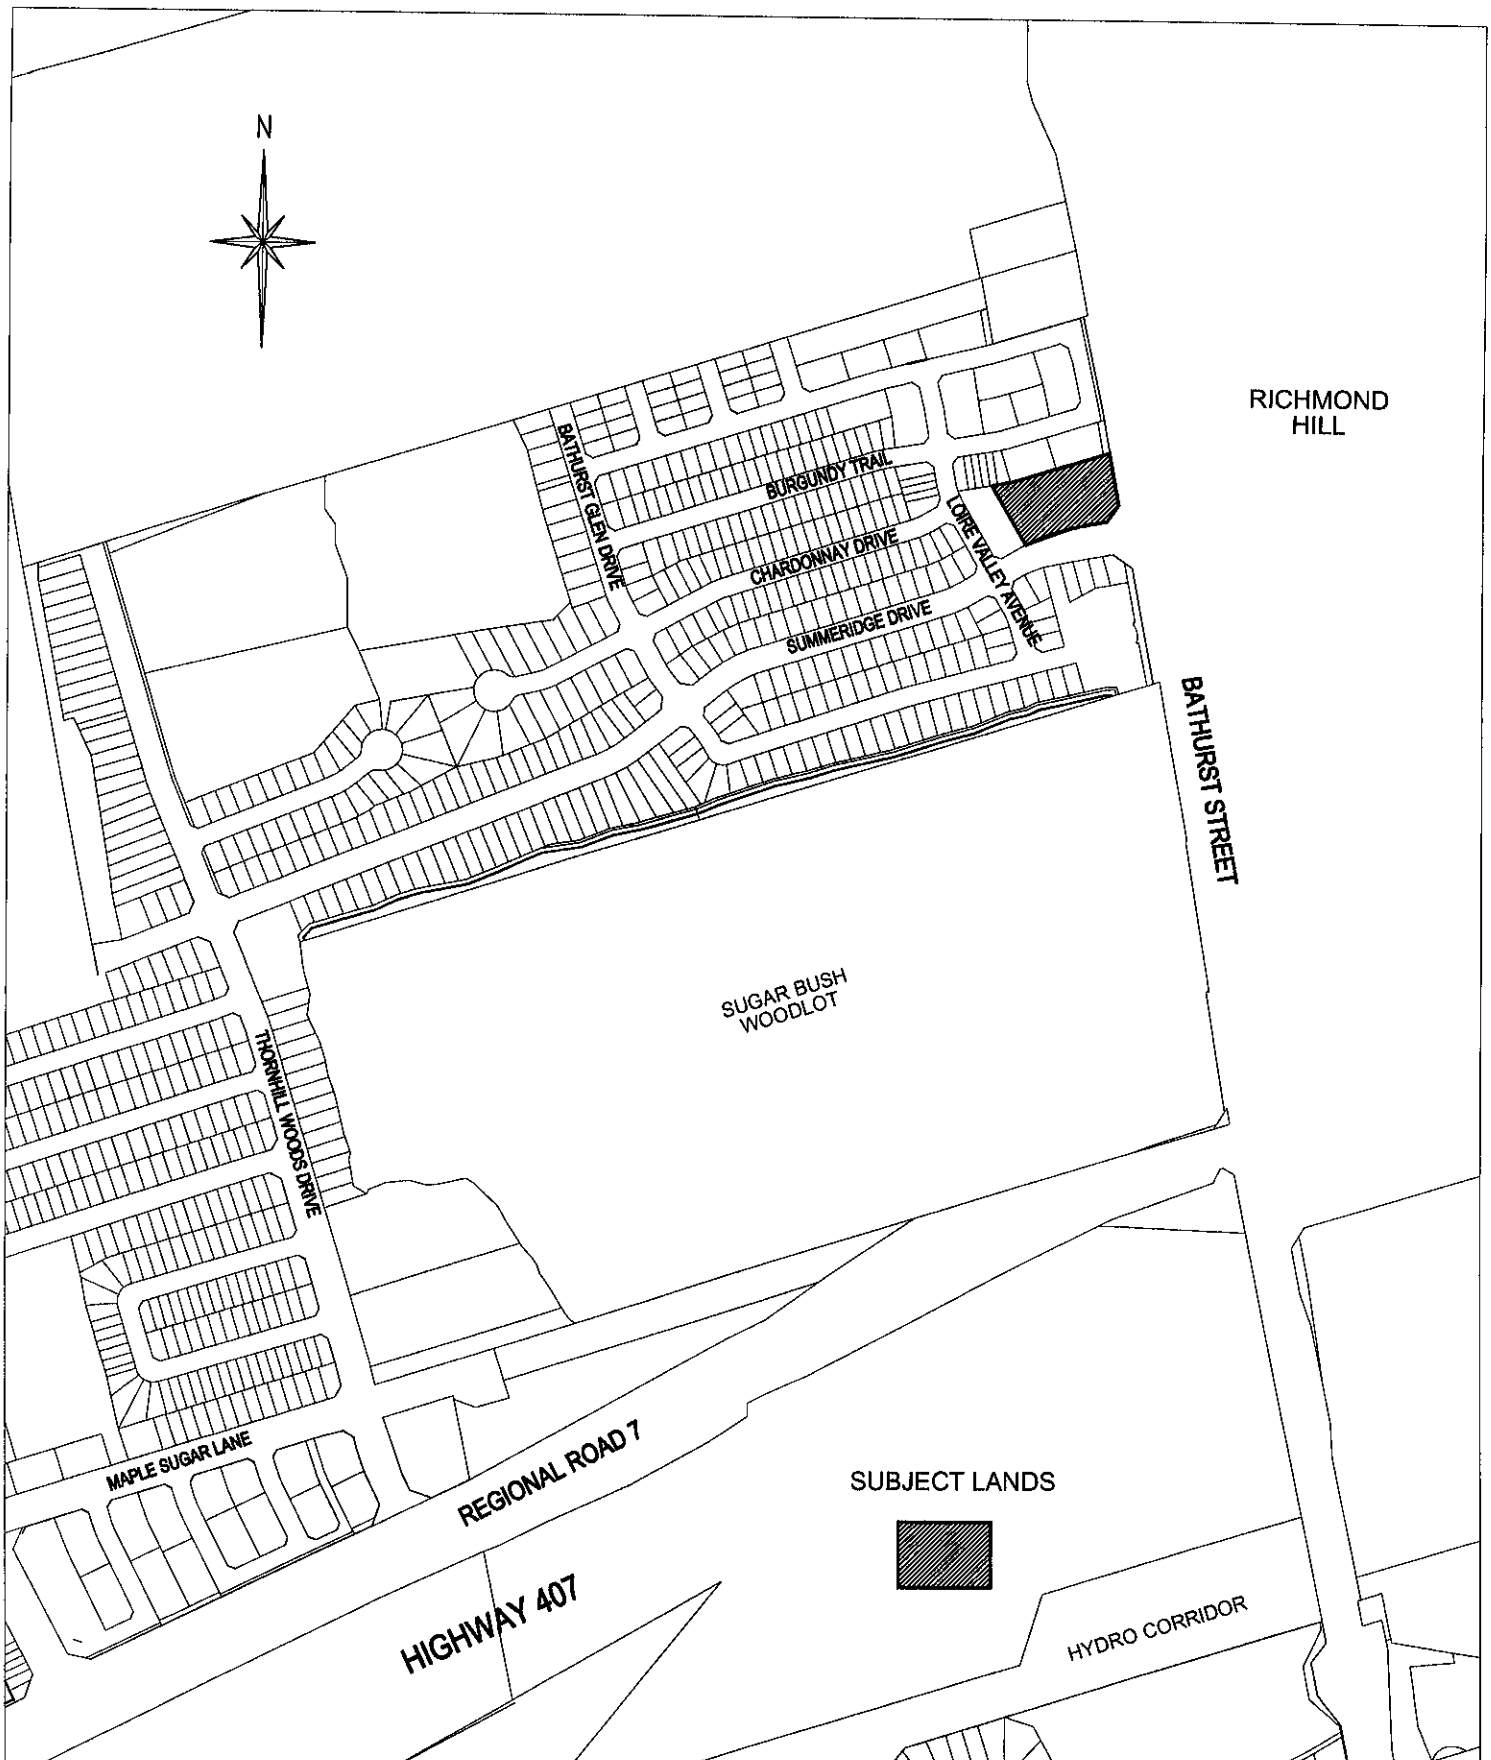 N
RICHMOND
HILL
BATHURST GLEN DRIVE
BURGUNDY TRAIL
LOIRE VALLEY AVENUE
CHARDONNAY DRIVE
SUMMERIDGE DRIVE
BATHURST STREET
SUGAR BUSH
WOODLOT
THORNHILL WOODS DRIVE
MAPLE SUGAR LANE
REGIONAL ROAD 7
SUBJECT LANDS
HIGHWAY 407
HYDRO CORRIDOR